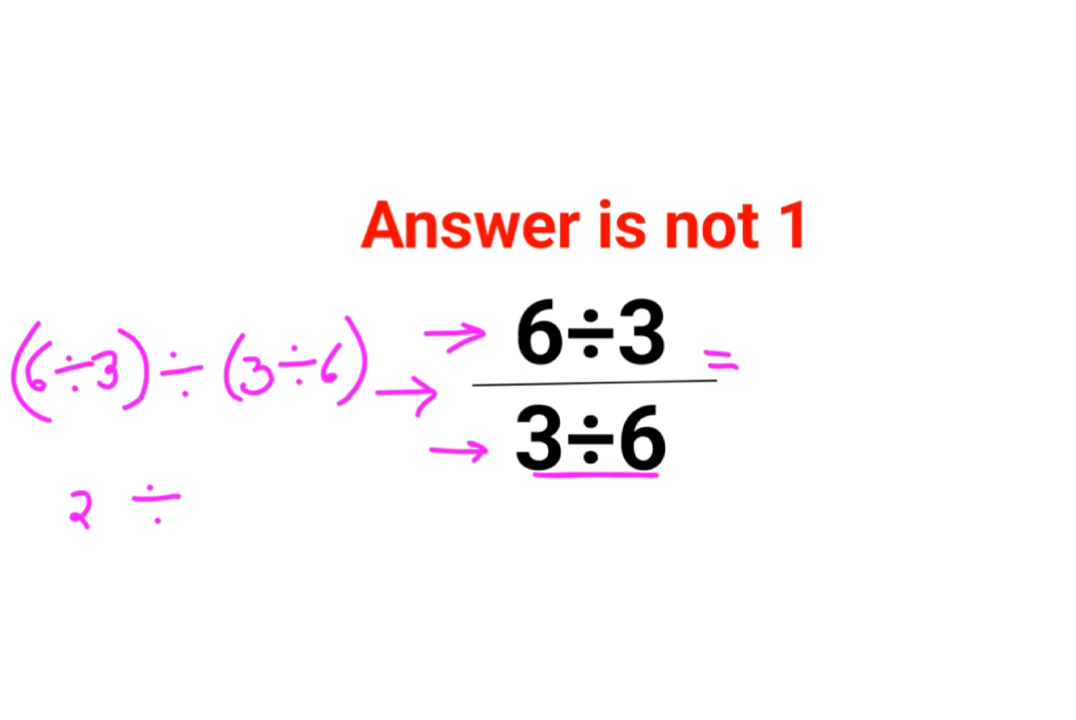 Answer is not 1
(6÷3)÷(3÷6) → → 6÷3 =
→ 3÷6
2 ÷